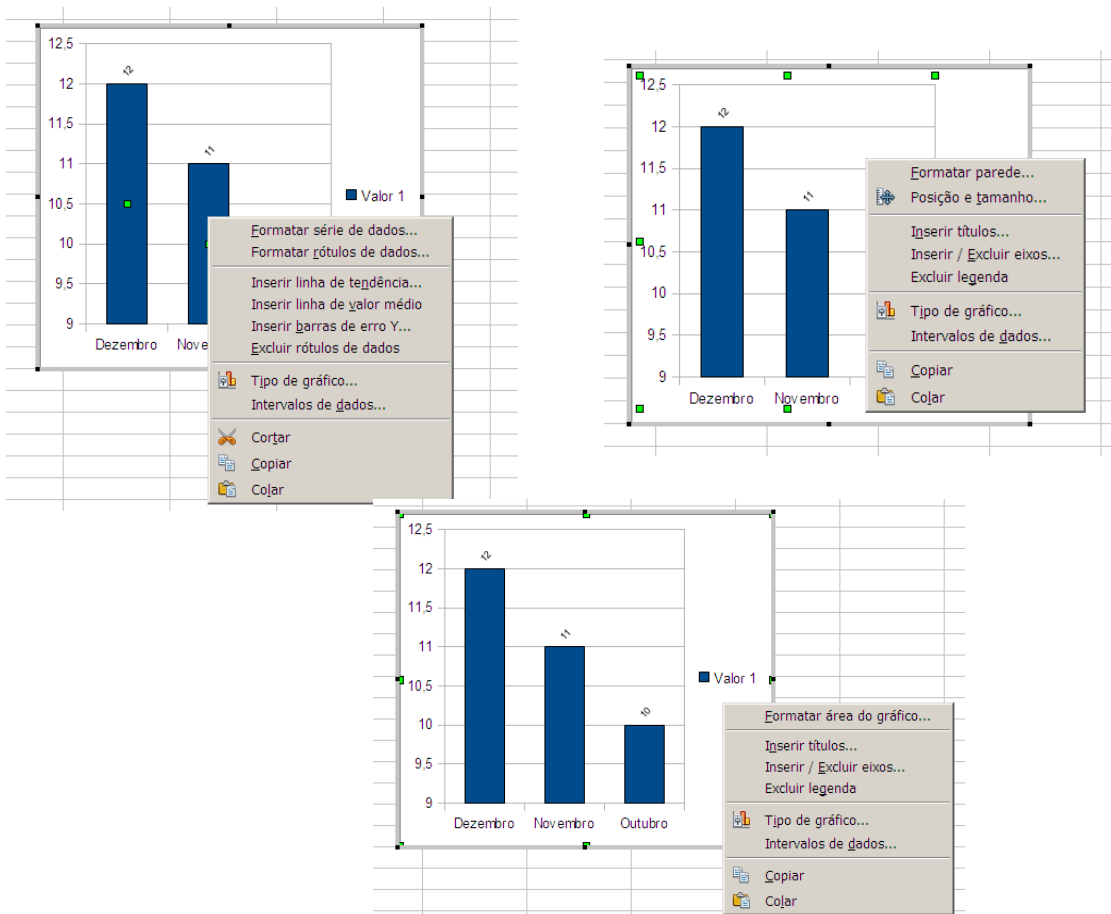 12,5
12
11,5
11
10,5
10
9,5
9
12
11
Dezembro Nove
Valor 1
Formatar série de dados...
Formatar rótulos de dados...
Inserir linha de tendência...
Inserir linha de valor médio
Inserir barras de erro Y...
Excluir rótulos de dados
Tipo de gráfico...
Intervalos de dados...
Cortar
Copiar
Colar
12,5
12
11,5
11
10,5
10
9,5
9
12
11
Dezembro Novembro
Formatar parede...
Posição e tamanho...
Inserir títulos...
Inserir / Excluir eixos...
Excluir legenda
Tipo de gráfico...
Intervalos de dados...
Copiar
Colar
12,5
12
11,5
11
10,5
10
9,5
9
12
11
10
Dezembro Novembro Outubro
Valor 1
Formatar área do gráfico...
Inserir títulos...
Inserir / Excluir eixos...
Excluir legenda
Tipo de gráfico...
Intervalos de dados...
Copiar
Colar